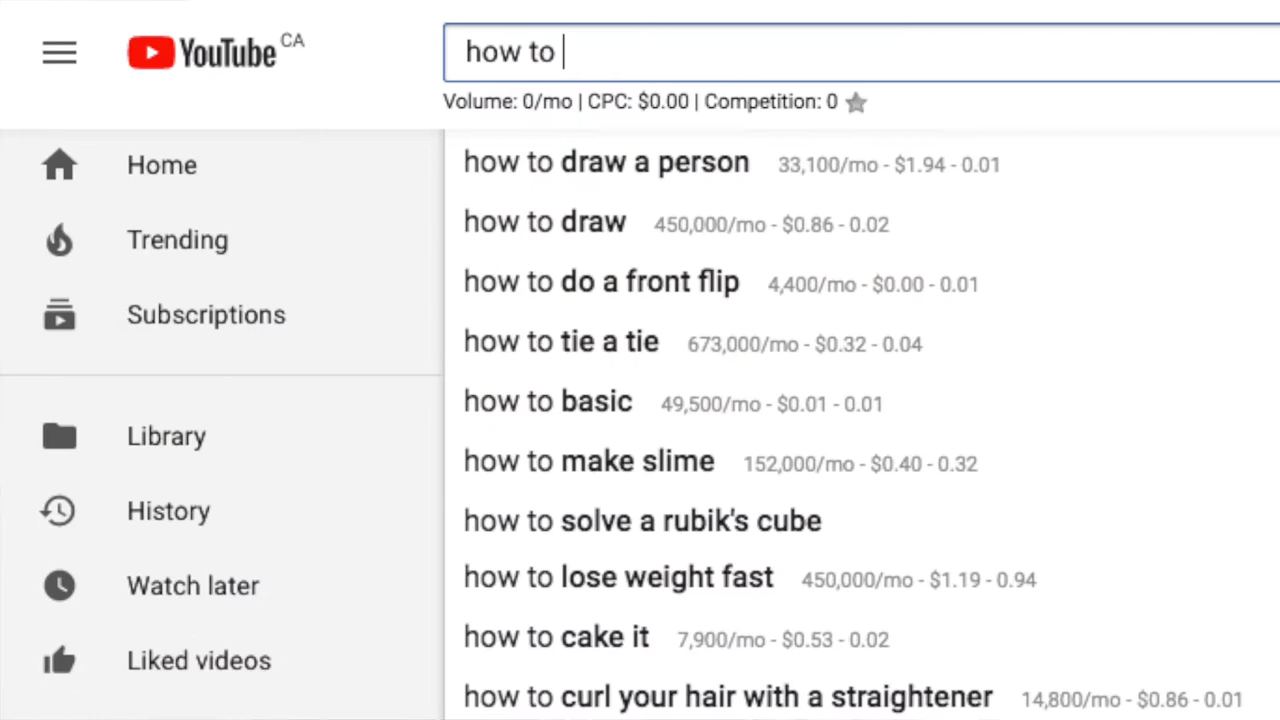 YouTube CA
how to
Volume: 0/mo | CPC: $0.00 | Competition: 0
Home
Trending
Subscriptions
Library
History
Watch later
Liked videos
how to draw a person 33,100/mo - $1.94 - 0.01
how to draw 450,000/mo - $0.86 - 0.02
how to do a front flip 4,400/mo - $0.00 - 0.01
how to tie a tie 673,000/mo - $0.32 - 0.04
how to basic 49,500/mo - $0.01 - 0.01
how to make slime 152,000/mo - $0.40 - 0.32
how to solve a rubik's cube
how to lose weight fast 450,000/mo - $1.19 - 0.94
how to cake it 7,900/mo - $0.53 - 0.02
how to curl your hair with a straightener 14,800/mo - $0.86 - 0.01